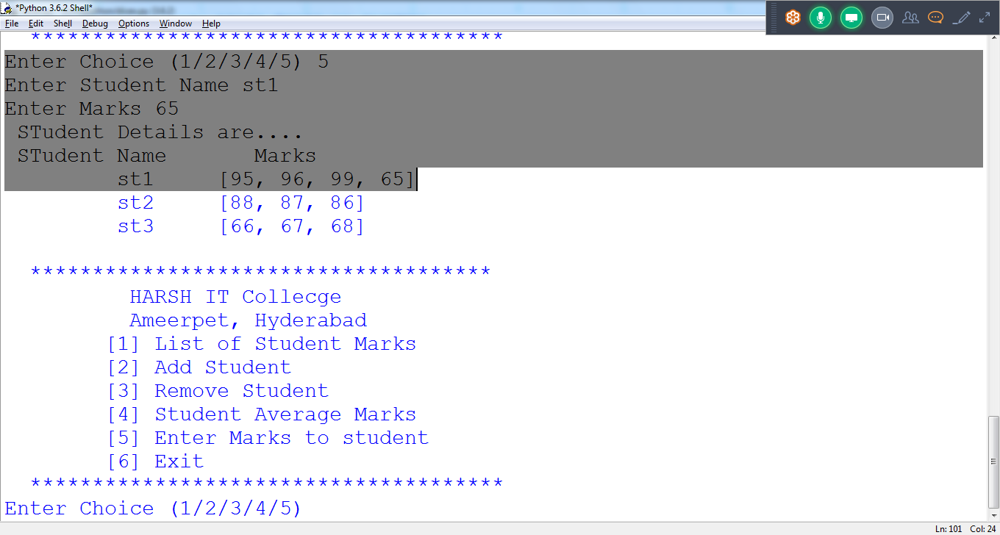 *Python 3.6.2 Shell*
File Edit Shell Debug Options Window Help
***************************************
Enter Choice (1/2/3/4/5) 5
Enter Student Name st1
Enter Marks 65
STudent Details are....
STudent Name Marks
st1 [95, 96, 99, 65]
st2 [88, 87, 86]
st3 [66, 67, 68]
*************************************
HARSH IT Collecge
Ameerpet, Hyderabad
[1] List of Student Marks
[2] Add Student
[3] Remove Student
[4] Student Average Marks
[5] Enter Marks to student
[6] Exit
**************************************
Enter Choice (1/2/3/4/5)
Ln: 101 Col: 24